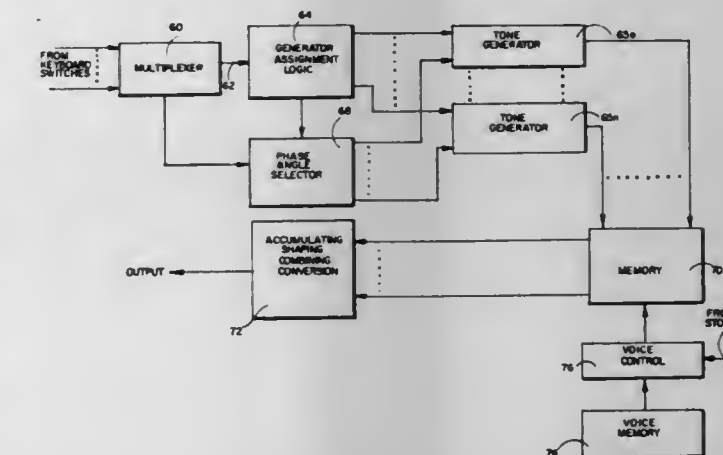 60
64
65a
FROM
KEYBOARD
SWITCHES
MULTIPLEXER
62
GENERATOR
ASSIGNMENT
LOGIC
TONE
GENERATOR
68
TONE
GENERATOR
65n
PHASE
ANGLE
SELECTOR
ACCUMULATING
SHAPING
COMBINING
CONVERSION
OUTPUT
72
MEMORY
70
VOICE
CONTROL
76
VOICE
MEMORY